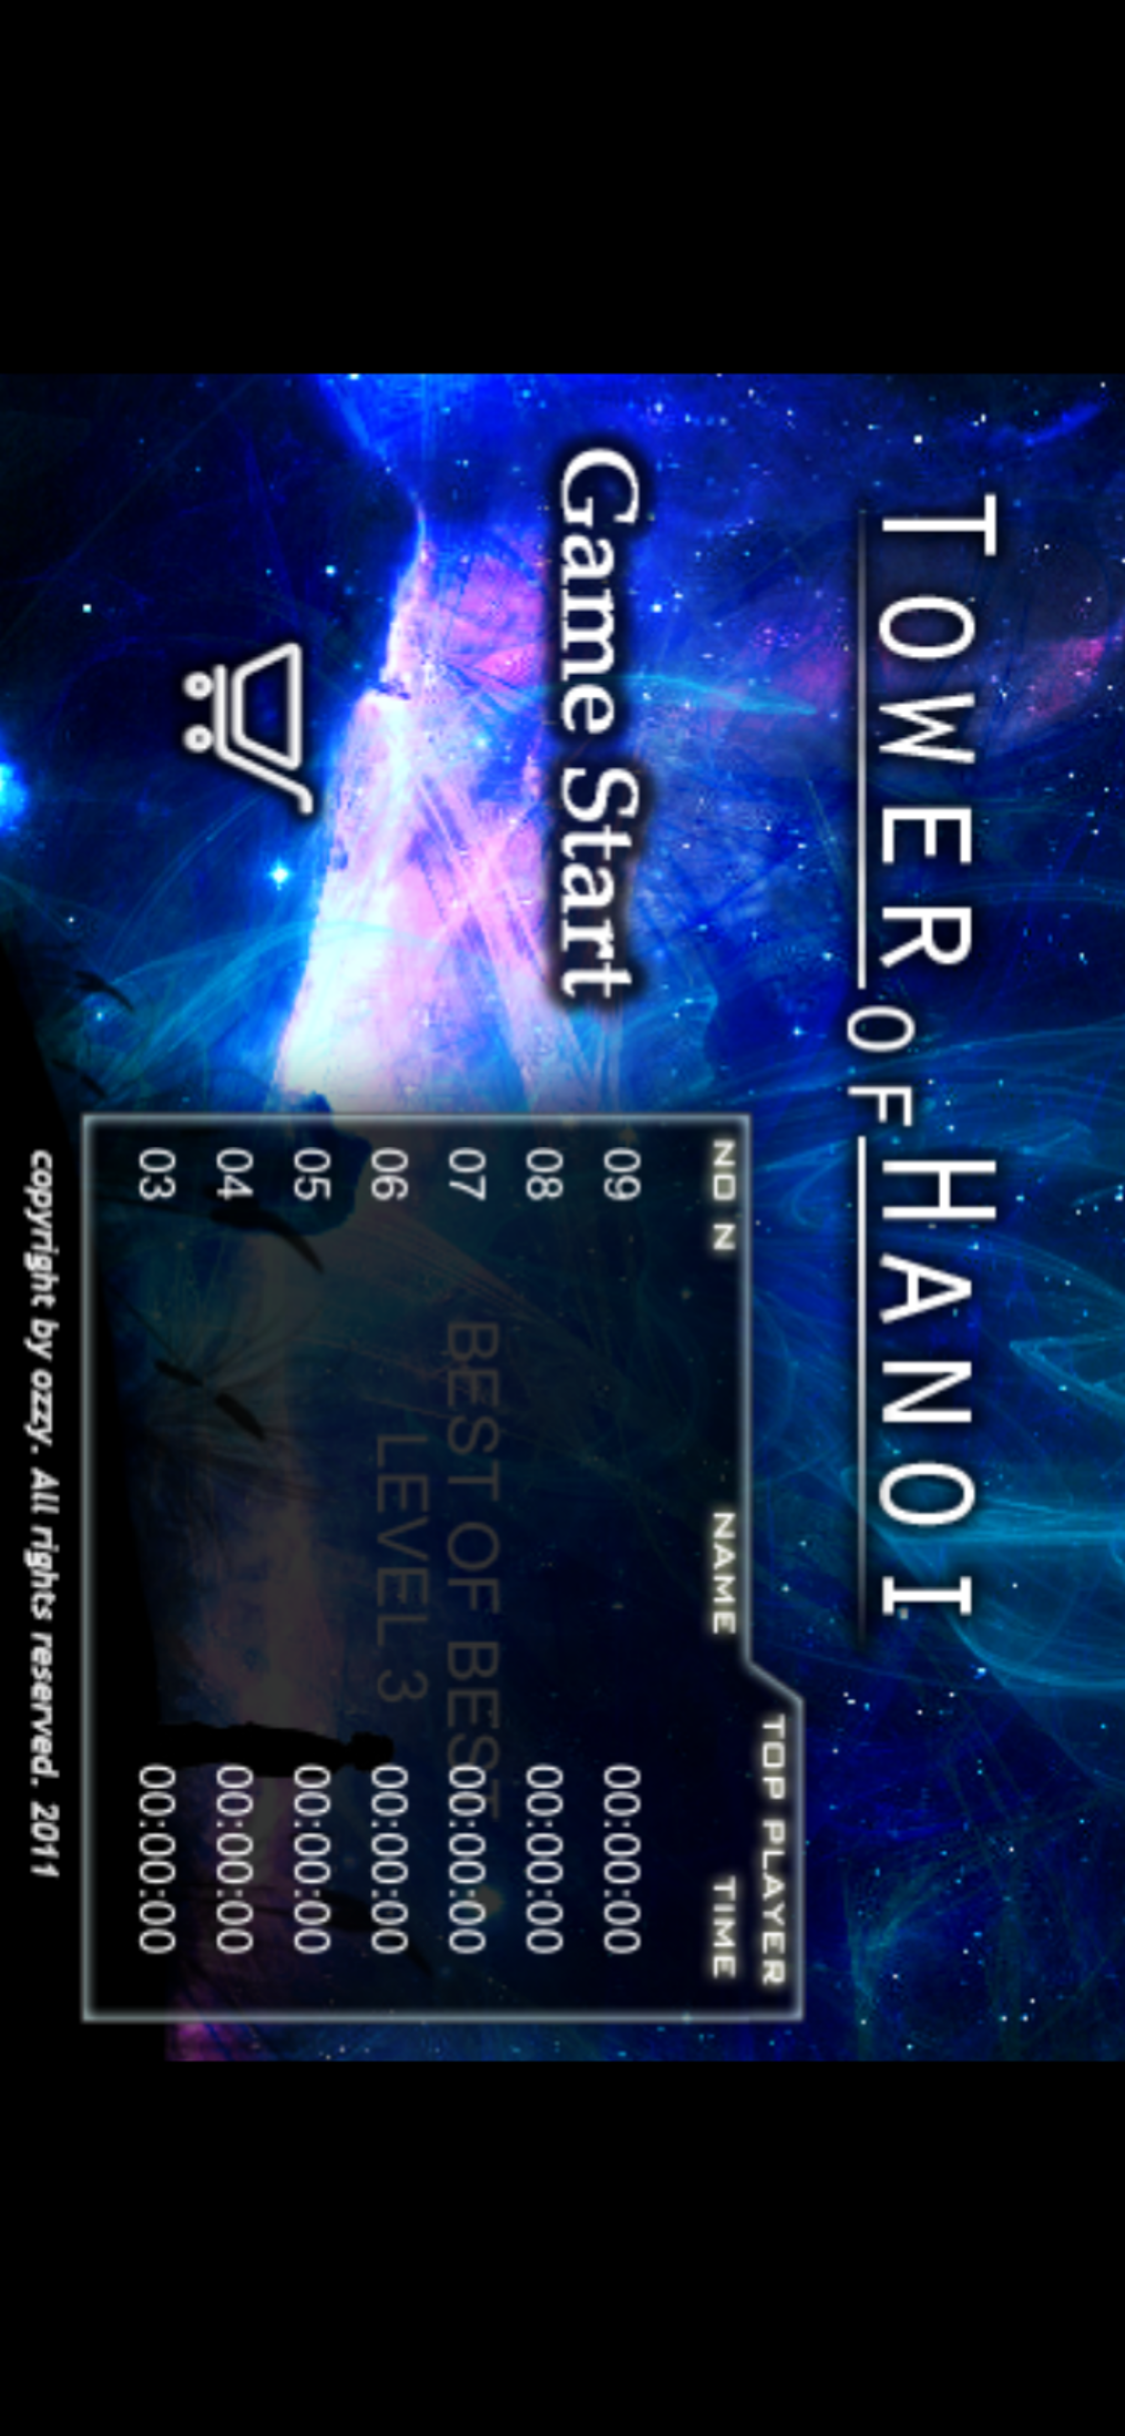 TOWER OF HANOI
Game Start
TOP PLAYER
NO N NAME TIME
09 00:00:00
08 00:00:00
07 00:00:00
06 00:00:00
05 00:00:00
04 00:00:00
03 00:00:00
BEST OF BEST
LEVEL 3
copyright by ozzy. All rights reserved. 2011